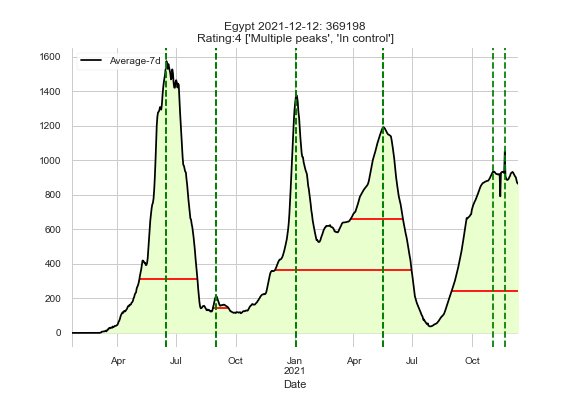 Egypt 2021-12-12: 369198
Rating:4 ['Multiple peaks', 'In control']
Average-7d
1600
1400
1200
1000
800
600
400
200
0
Apr Jul Oct Jan Apr Jul Oct
2021
Date